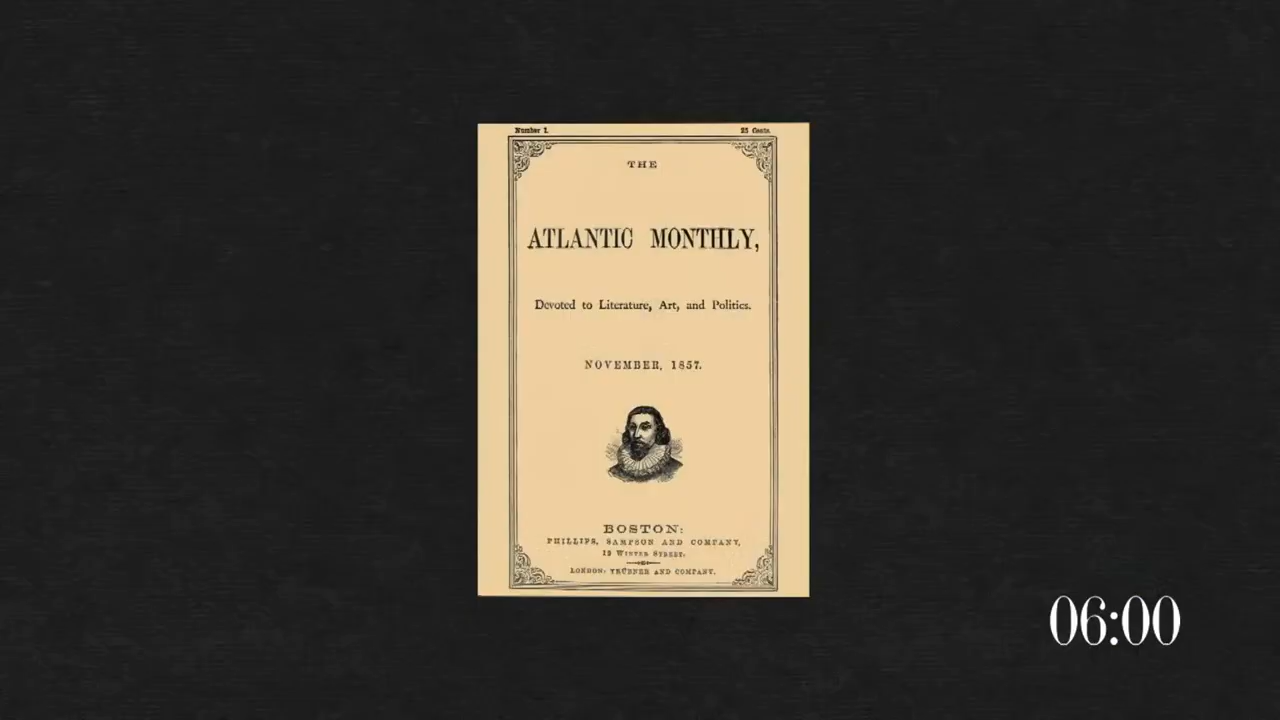 Number I.
25 Cents.
THE
ATLANTIC MONTHLY,
Devoted to Literature, Art, and Politics.
NOVEMBER, 1857.
BOSTON:
PHILLIPS, SAMPSON AND COMPANY,
13 WINTER STREET.
LONDON: TRÜBNER AND COMPANY.
06:00